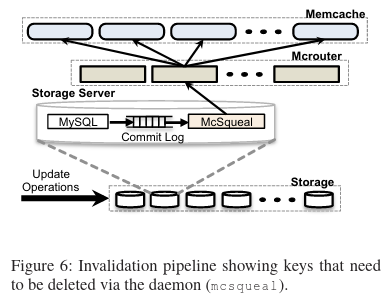 Memcache
Mcrouter
Storage Server
MySQL
McSqueal
Commit Log
Update
Operations
Storage
Figure 6: Invalidation pipeline showing keys that need
to be deleted via the daemon (mcsqueal).